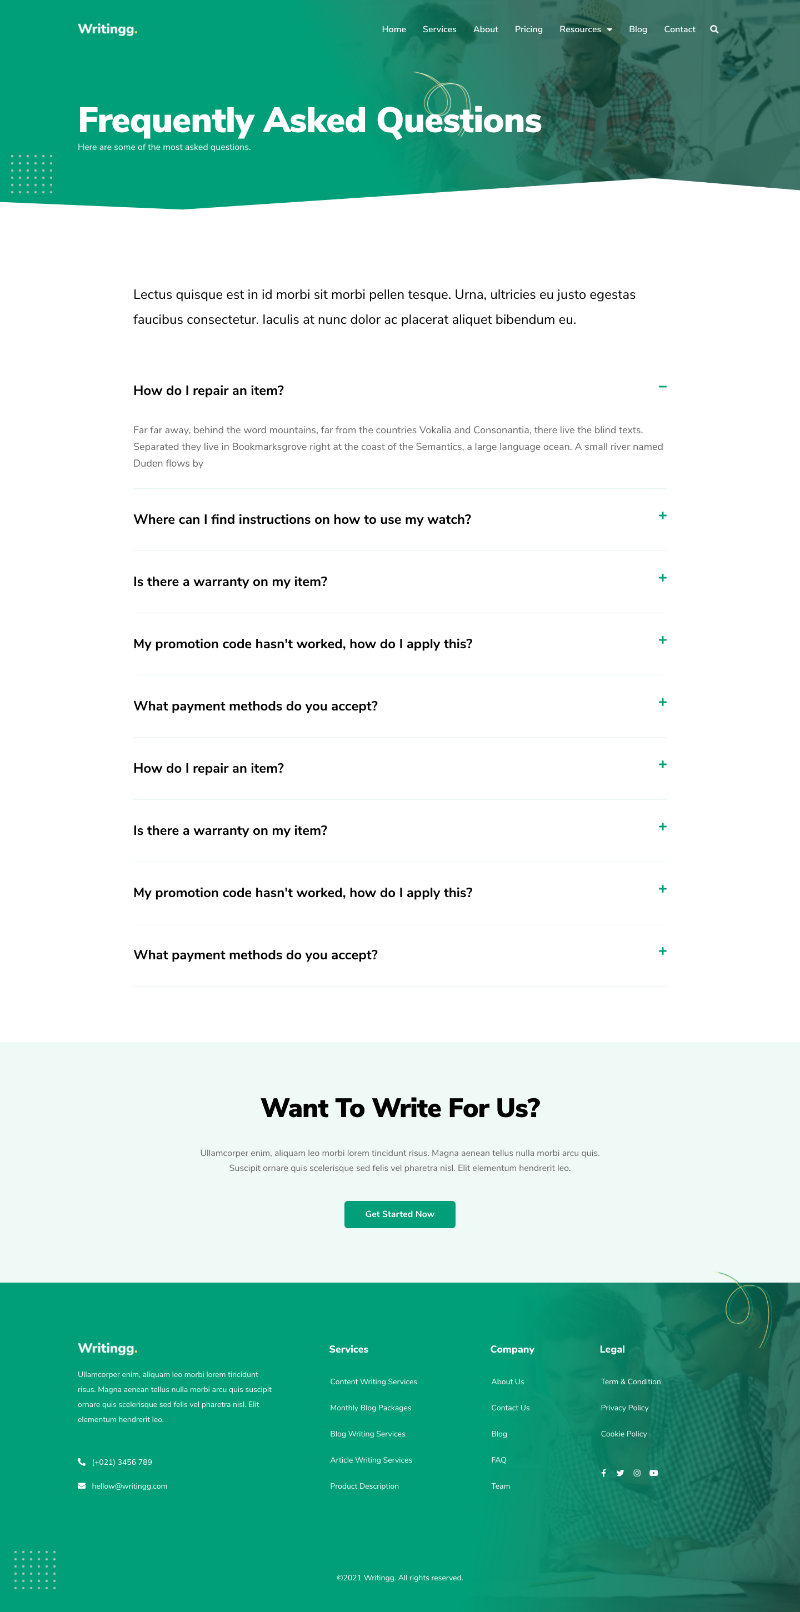 Writingg.
Home Services About Pricing Resources Blog Contact
Frequently Asked Questions
Here are some of the most asked questions.
Lectus quisque est in id morbi sit morbi pellen tesque. Urna, ultricies eu justo egestas
faucibus consectetur. Iaculis at nunc dolor ac placerat aliquet bibendum eu.
How do I repair an item?
Far far away, behind the word mountains, far from the countries Vokalia and Consonantia, there live the blind texts.
Separated they live in Bookmarksgrove right at the coast of the Semantics, a large language ocean. A small river named
Duden flows by
Where can I find instructions on how to use my watch?
Is there a warranty on my item?
My promotion code hasn't worked, how do I apply this?
What payment methods do you accept?
How do I repair an item?
Is there a warranty on my item?
My promotion code hasn't worked, how do I apply this?
What payment methods do you accept?
Want To Write For Us?
Ullamcorper enim, aliquam leo morbi lorem tincidunt risus. Magna aenean tellus nulla morbi arcu quis.
Suscipit ornare quis scelerisque sed felis vel pharetra nisl. Elit elementum hendrerit leo.
Get Started Now
Writingg.
Ullamcorper enim, aliquam leo morbi lorem tincidunt
risus. Magna aenean tellus nulla morbi arcu quis suscipit
ornare quis scelerisque sed felis vel pharetra nisl. Elit
elementum hendrerit leo.
(+021) 3456 789
hellow@writingg.com
Services
Content Writing Services
Monthly Blog Packages
Blog Writing Services
Article Writing Services
Product Description
Company
About Us
Contact Us
Blog
FAQ
Team
Legal
Term & Condition
Privacy Policy
Cookie Policy
©2021 Writingg. All rights reserved.